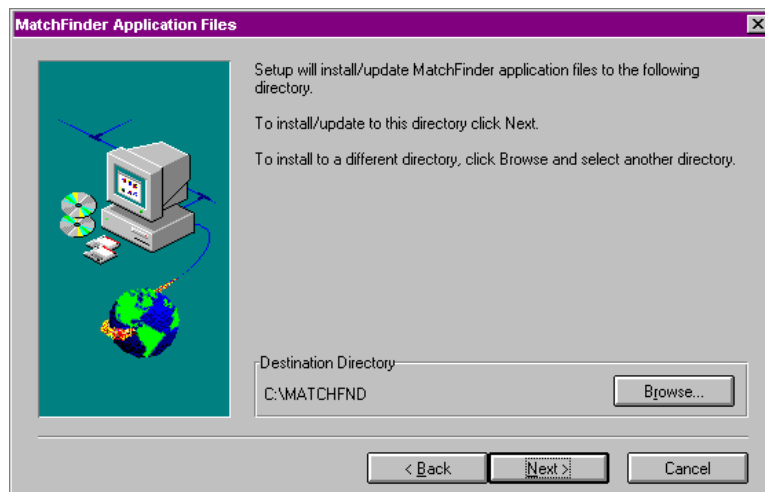 MatchFinder Application Files
Setup will install/update MatchFinder application files to the following
directory.
To install/update to this directory click Next.
To install to a different directory, click Browse and select another directory.
Destination Directory
C:\MATCHFND
Browse...
< Back
Next >
Cancel